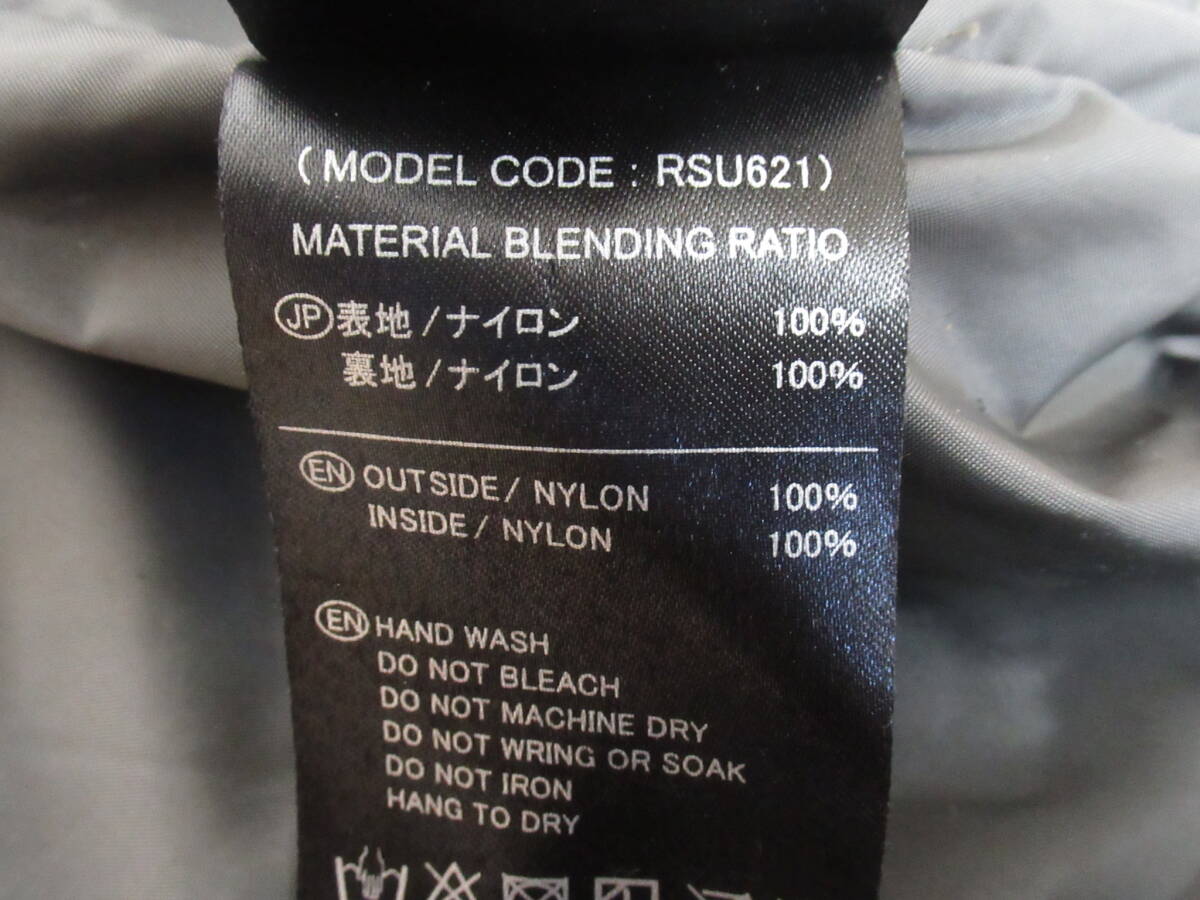 (MODEL CODE : RSU621)
MATERIAL BLENDING RATIO
JP 表地/ナイロン 100%
裏地/ナイロン 100%
EN OUTSIDE/ NYLON 100%
INSIDE/ NYLON 100%
EN HAND WASH
DO NOT BLEACH
DO NOT MACHINE DRY
DO NOT WRING OR SOAK
DO NOT IRON
HANG TO DRY